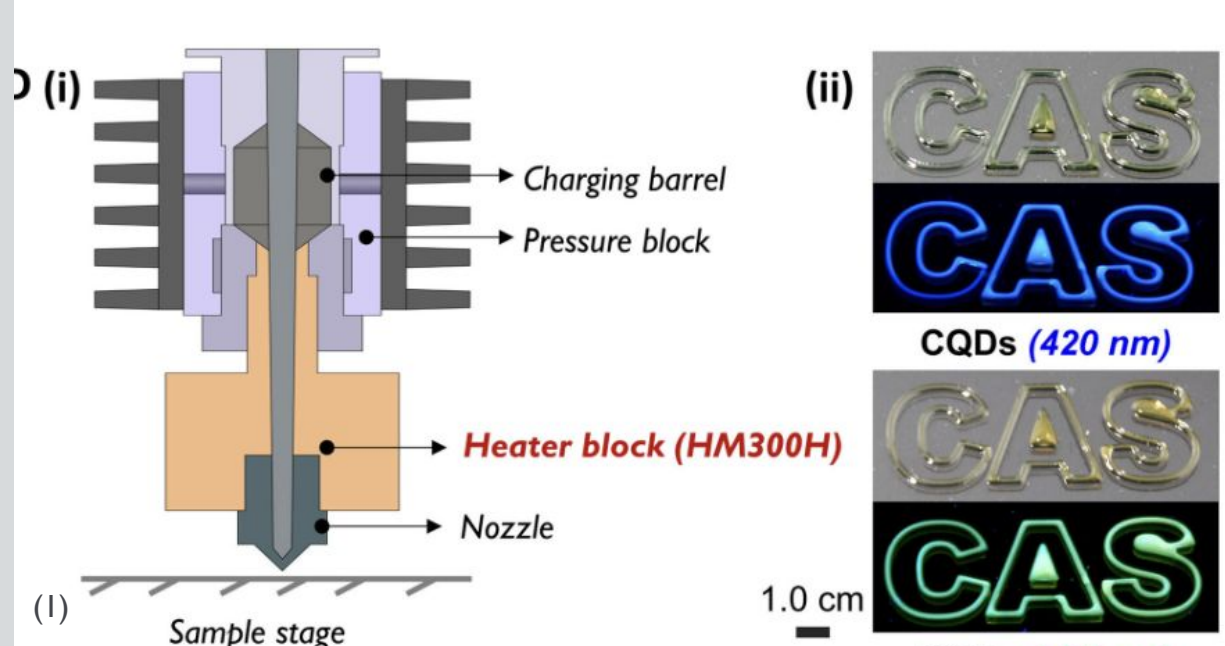 (i)
Charging barrel
Pressure block
Heater block (HM300H)
Nozzle
(I)
Sample stage
(ii)
CAS
CAS
CQDs (420 nm)
CAS
CAS
1.0 cm